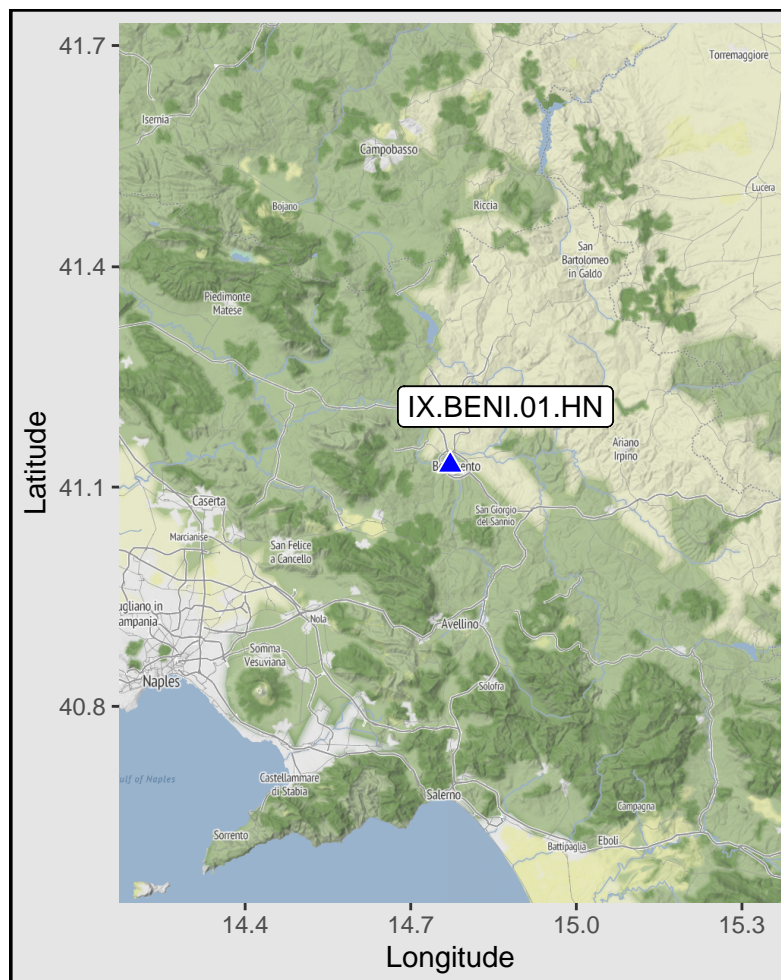 41.7
41.4
41.1
40.8
Latitude
14.4
14.7
15.0
15.3
Longitude
IX.BENI.01.HN
Torremaggiore
Isernia
Campobasso
Lucera
Bojano
Riccia
San
Bartolomeo
in Galdo
Piedimonte
Matese
Ariano
Irpino
Caserta
San Giorgio
del Sannio
Marcianise
San Felice
a Cancello
Nola
Avellino
Somma
Vesuviana
Naples
Solofra
Castellammare
di Stabia
Salerno
Campagna
Sorrento
Battipaglia
Eboli